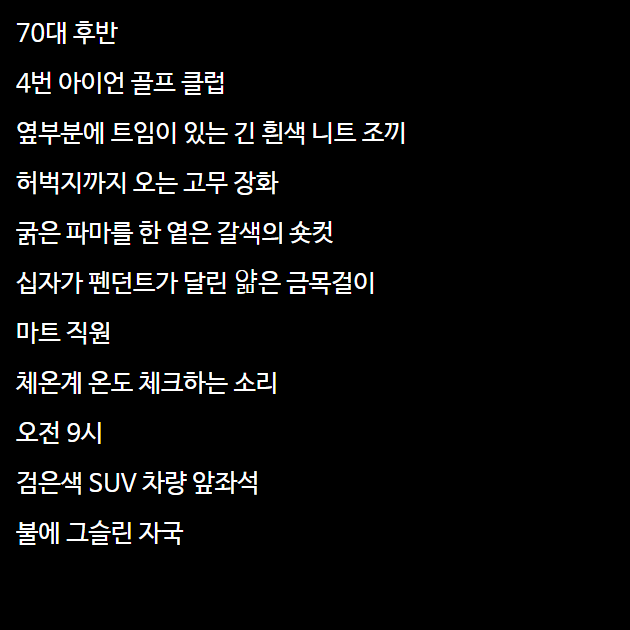 70대 후반
4번 아이언 골프 클럽
옆부분에 트임이 있는 긴 흰색 니트 조끼
허벅지까지 오는 고무 장화
굵은 파마를 한 옅은 갈색의 숏컷
십자가 펜던트가 달린 얆은 금목걸이
마트 직원
체온계 온도 체크하는 소리
오전 9시
검은색 SUV 차량 앞좌석
불에 그슬린 자국